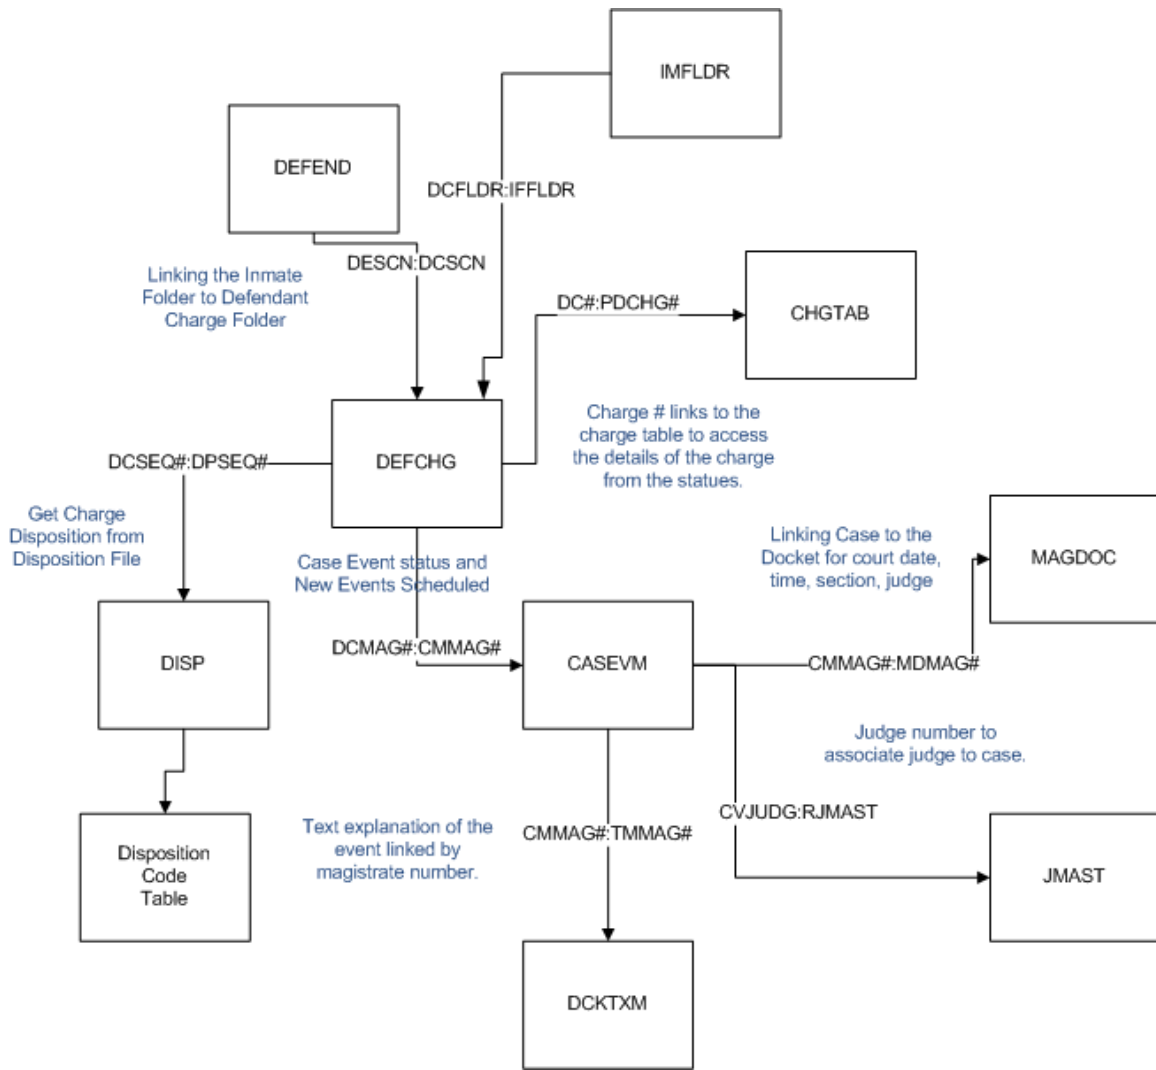 IMFLDR
DEFEND
DCFLDR:IFFLDR
DESCN:DCSCN
Linking the Inmate
Folder to Defendant
Charge Folder
DC#:PDCHG#
CHGTAB
Charge # links to the
charge table to access
the details of the charge
from the statues.
DEFCHG
DCSEQ#:DPSEQ#
Get Charge
Disposition from
Disposition File
Case Event status and
New Events Scheduled
Linking Case to the
Docket for court date,
time, section, judge
MAGDOC
DISP
DCMAG#:CMMAG#
CASEVM
CMMAG#:MDMAG#
Judge number to
associate judge to case.
CVJUDG:RJMAST
Text explanation of the
event linked by
magistrate number.
CMMAG#:TMMAG#
Disposition
Code
Table
JMAST
DCKTXM